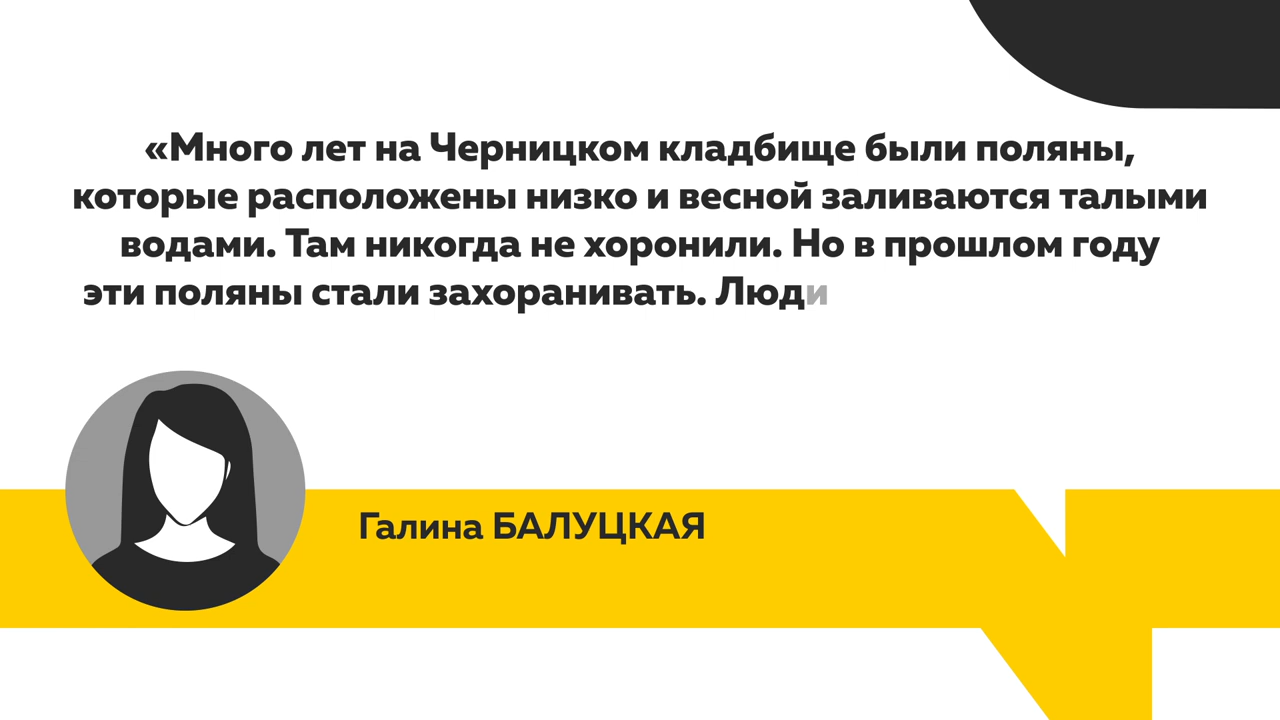 «Много лет на Черницком кладбище были поляны,
которые расположены низко и весной заливаются талыми
водами. Там никогда не хоронили. Но в прошлом году
эти поляны стали захоранивать. Люди
Галина БАЛУЦКАЯ